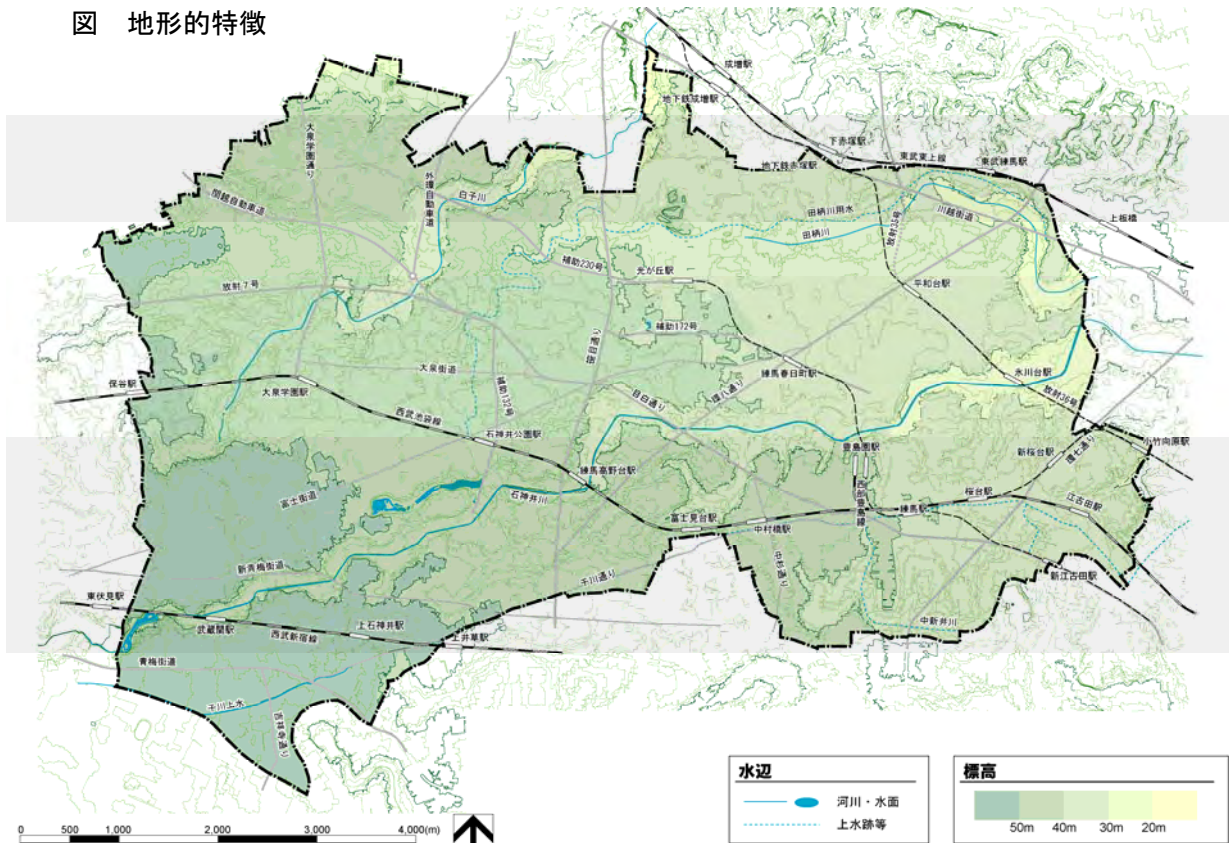 図 地形的特徴
成増駅
地下鉄成増駅
大泉学園通り
下赤塚駅
東武東上線
東武練馬駅
地下鉄赤塚駅
外環自動車道
白子川
関越自動車道
田柄川用水
田柄川
川越街道
上板橋
放射35号
補助230号
光が丘駅
平和台駅
放射7号
補助172号
笹目通り
大泉街道
練馬春日町駅
氷川台駅
保谷駅
大泉学園駅
補助132号
目白通り
環八通り
放射36号
西武池袋線
石神井公園駅
豊島園駅
新桜台駅
環七通り
小竹向原駅
練馬高野台駅
富士街道
石神井川
西部豊島線
桜台駅
練馬駅
江古田駅
富士見台駅
中村橋駅
新青梅街道
千川通り
中杉通り
新江古田駅
東伏見駅
武蔵関駅
西武新宿線
上石神井駅
上井草駅
中新井川
青梅街道
千川上水
吉祥寺通り
水辺
河川・水面
上水跡等
標高
50m 40m 30m 20m
0 500 1,000 2,000 3,000 4,000(m)